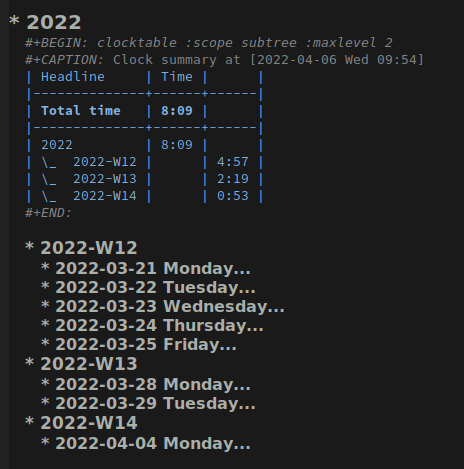 * 2022
#+BEGIN: clocktable :scope subtree :maxlevel 2
#+CAPTION: Clock summary at [2022-04-06 Wed 09:54]
| Headline     | Time |      |
|--------------+------+------|
| Total time   | 8:09 |      |
|--------------+------+------|
| 2022         | 8:09 |      |
| \_  2022-W12 |      | 4:57 |
| \_  2022-W13 |      | 2:19 |
| \_  2022-W14 |      | 0:53 |
#+END:
* 2022-W12
* 2022-03-21 Monday...
* 2022-03-22 Tuesday...
* 2022-03-23 Wednesday...
* 2022-03-24 Thursday...
* 2022-03-25 Friday...
* 2022-W13
* 2022-03-28 Monday...
* 2022-03-29 Tuesday...
* 2022-W14
* 2022-04-04 Monday...